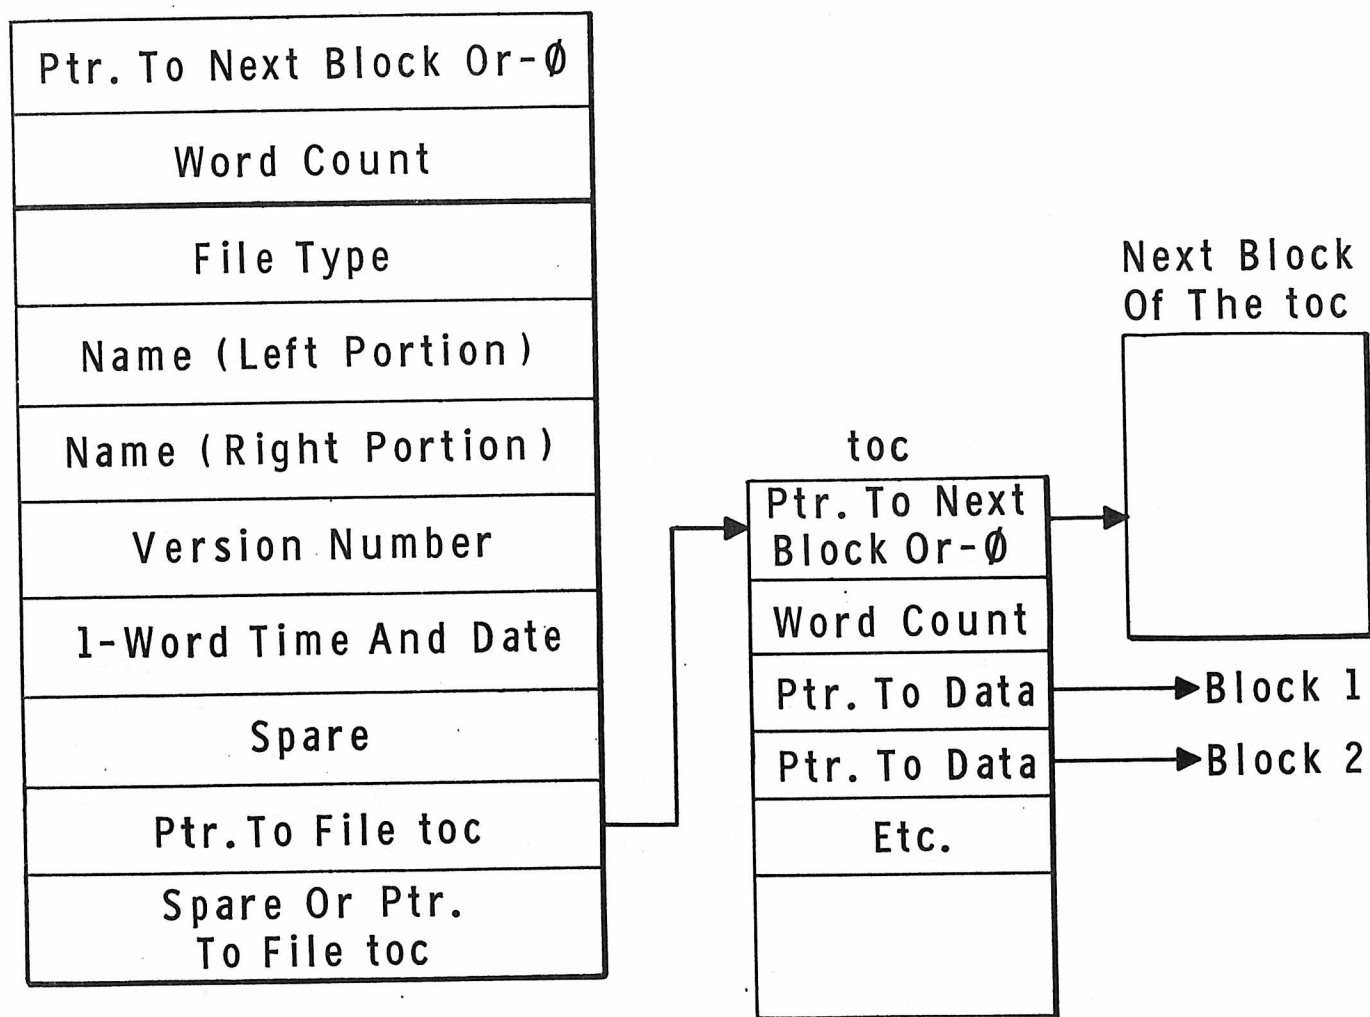 Ptr. To Next Block Or-Ø
Word Count
File Type
Name (Left Portion)
Name (Right Portion)
Version Number
1-Word Time And Date
Spare
Ptr. To File toc
Spare Or Ptr.
To File toc
toc
Ptr. To Next
Block Or-Ø
Word Count
Ptr. To Data
Ptr. To Data
Etc.
Next Block
Of The toc
Block 1
Block 2